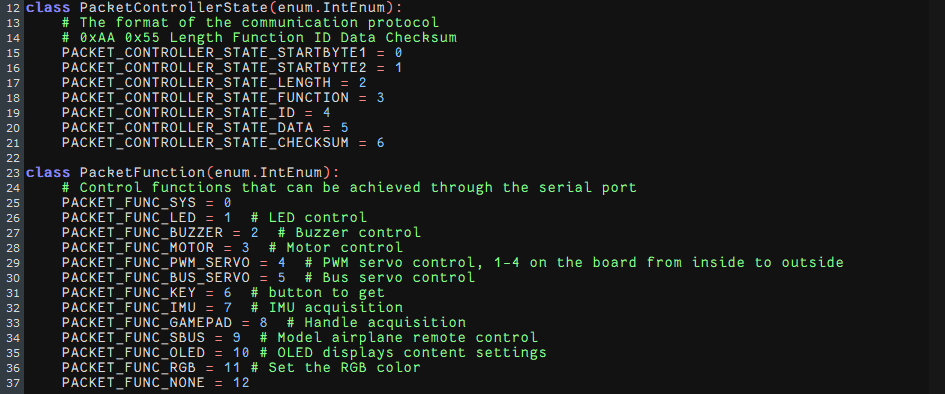 12 class PacketControllerState(enum.IntEnum):
13     # The format of the communication protocol
14     # 0xAA 0x55 Length Function ID Data Checksum
15     PACKET_CONTROLLER_STATE_STARTBYTE1 = 0
16     PACKET_CONTROLLER_STATE_STARTBYTE2 = 1
17     PACKET_CONTROLLER_STATE_LENGTH = 2
18     PACKET_CONTROLLER_STATE_FUNCTION = 3
19     PACKET_CONTROLLER_STATE_ID = 4
20     PACKET_CONTROLLER_STATE_DATA = 5
21     PACKET_CONTROLLER_STATE_CHECKSUM = 6
22
23 class PacketFunction(enum.IntEnum):
24     # Control functions that can be achieved through the serial port
25     PACKET_FUNC_SYS = 0
26     PACKET_FUNC_LED = 1  # LED control
27     PACKET_FUNC_BUZZER = 2  # Buzzer control
28     PACKET_FUNC_MOTOR = 3  # Motor control
29     PACKET_FUNC_PWM_SERVO = 4  # PWM servo control, 1-4 on the board from inside to outside
30     PACKET_FUNC_BUS_SERVO = 5  # Bus servo control
31     PACKET_FUNC_KEY = 6  # button to get
32     PACKET_FUNC_IMU = 7  # IMU acquisition
33     PACKET_FUNC_GAMEPAD = 8  # Handle acquisition
34     PACKET_FUNC_SBUS = 9  # Model airplane remote control
35     PACKET_FUNC_OLED = 10 # OLED displays content settings
36     PACKET_FUNC_RGB = 11 # Set the RGB color
37     PACKET_FUNC_NONE = 12